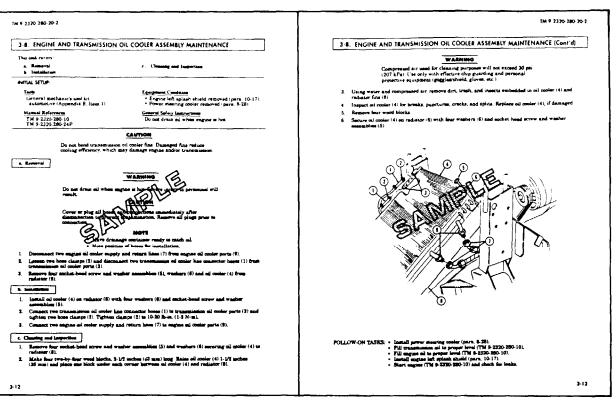 TM 9-2320-280-20-2
3-8. ENGINE AND TRANSMISSION OIL COOLER ASSEMBLY MAINTENANCE
This task covers:
a. Removal
b. Installation
c. Cleaning and Inspection
INITIAL SETUP:
Tools
General mechanic's tool kit:
automotive (Appendix B, Item 1)
Manual References
TM 9-2320-280-10
TM 9-2320-280-24P
Equipment Condition
• Engine left splash shield removed (para. 10-17).
• Power steering cooler removed (para. 8-28).
General Safety Instructions
Do not drain oil when engine is hot.
CAUTION
Do not bend transmission oil cooler fins. Damaged fins reduce
cooling efficiency, which may damage engine and/or transmission.
a. Removal
WARNING
Do not drain oil when engine is hot. personnel will
result.
CAUTION
Cover or plug all hoses connections immediately after
disconnection to prevent contamination. Remove all plugs prior to
NOTE
Have drainage container ready to catch oil.
position of hoses for installation.
SAMPLE
1. Disconnect two engine oil cooler supply and return lines (7) from engine oil cooler ports (9).
2. Loosen two hose clamps (2) and disconnect two transmission oil cooler line connector hoses (1) from
transmission oil cooler ports (3).
3. Remove four socket-head screw and washer assemblies (5), washers (6) and oil cooler (4) from
radiator (8).
b. Installation
1. Install oil cooler (4) on radiator (8) with four washers (6) and socket-head screw and washer
assemblies (5).
2. Connect two transmission oil cooler line connector hoses (1) to transmission oil cooler ports (3) and
tighten two hose clamps (2). Tighten clamps (2) to 10-20 lb-in. (1-2 N•m).
3. Connect two engine oil cooler supply and return lines (7) to engine oil cooler ports (9).
c. Cleaning and Inspection
1. Remove four socket-head screw and washer assemblies (5) and washers (6) securing oil cooler (4) to
radiator (8).
2. Make four two-by-four wood blocks, 2-1/2 inches long. Raise oil cooler (4) 1-1/2 inches
(38 mm) and place one block under each corner between oil cooler (4) and radiator (8).
3-12
TM 9-2320-280-20-2
3-8. ENGINE AND TRANSMISSION OIL COOLER ASSEMBLY MAINTENANCE (Cont'd)
WARNING
Compressed air used for cleaning purposes will not exceed 30 psi
(207 kPa). Use only with effective chip guarding and personal
protective equipment (goggles/shield, gloves, etc.)
3. Using water and compressed air remove dirt, trash, and insects embedded in oil cooler (4) and
radiator fins (8).
4. Inspect oil cooler (4) for breaks, punctures, cracks, and splits. Replace oil cooler (4), if damaged.
5. Remove four wood blocks.
6. Secure oil cooler (4) on radiator (8) with four washers (6) and socket-head screw and washer
assemblies (5).
SAMPLE
FOLLOW-ON TASKS: • Install power steering cooler (para. 8-28).
• Fill transmission oil to proper level (TM 9-2320-280-10).
• Fill engine oil to proper level (TM 9-2320-280-10).
• Install engine left splash shield (para. 10-17).
• Start engine (TM 9-2320-280-10) and check for leaks.
3-12